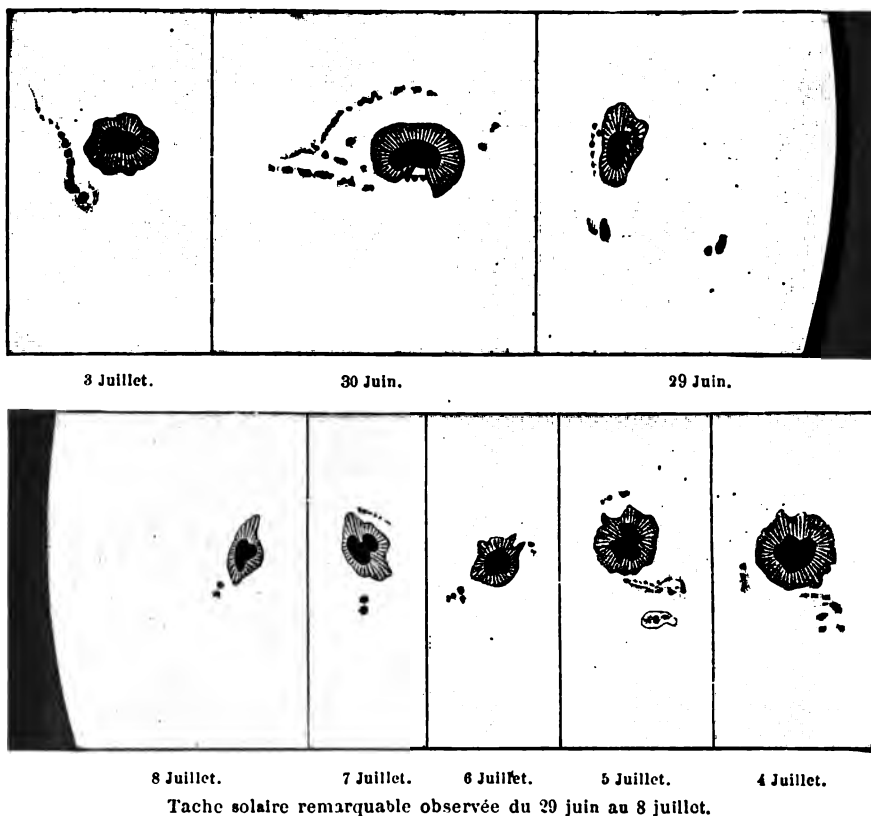 3 Juillet. 30 Juin. 29 Juin.
8 Juillet. 7 Juillet. 6 Juillet. 5 Juillet. 4 Juillet.
Tache solaire remarquable observée du 29 juin au 8 juillet.